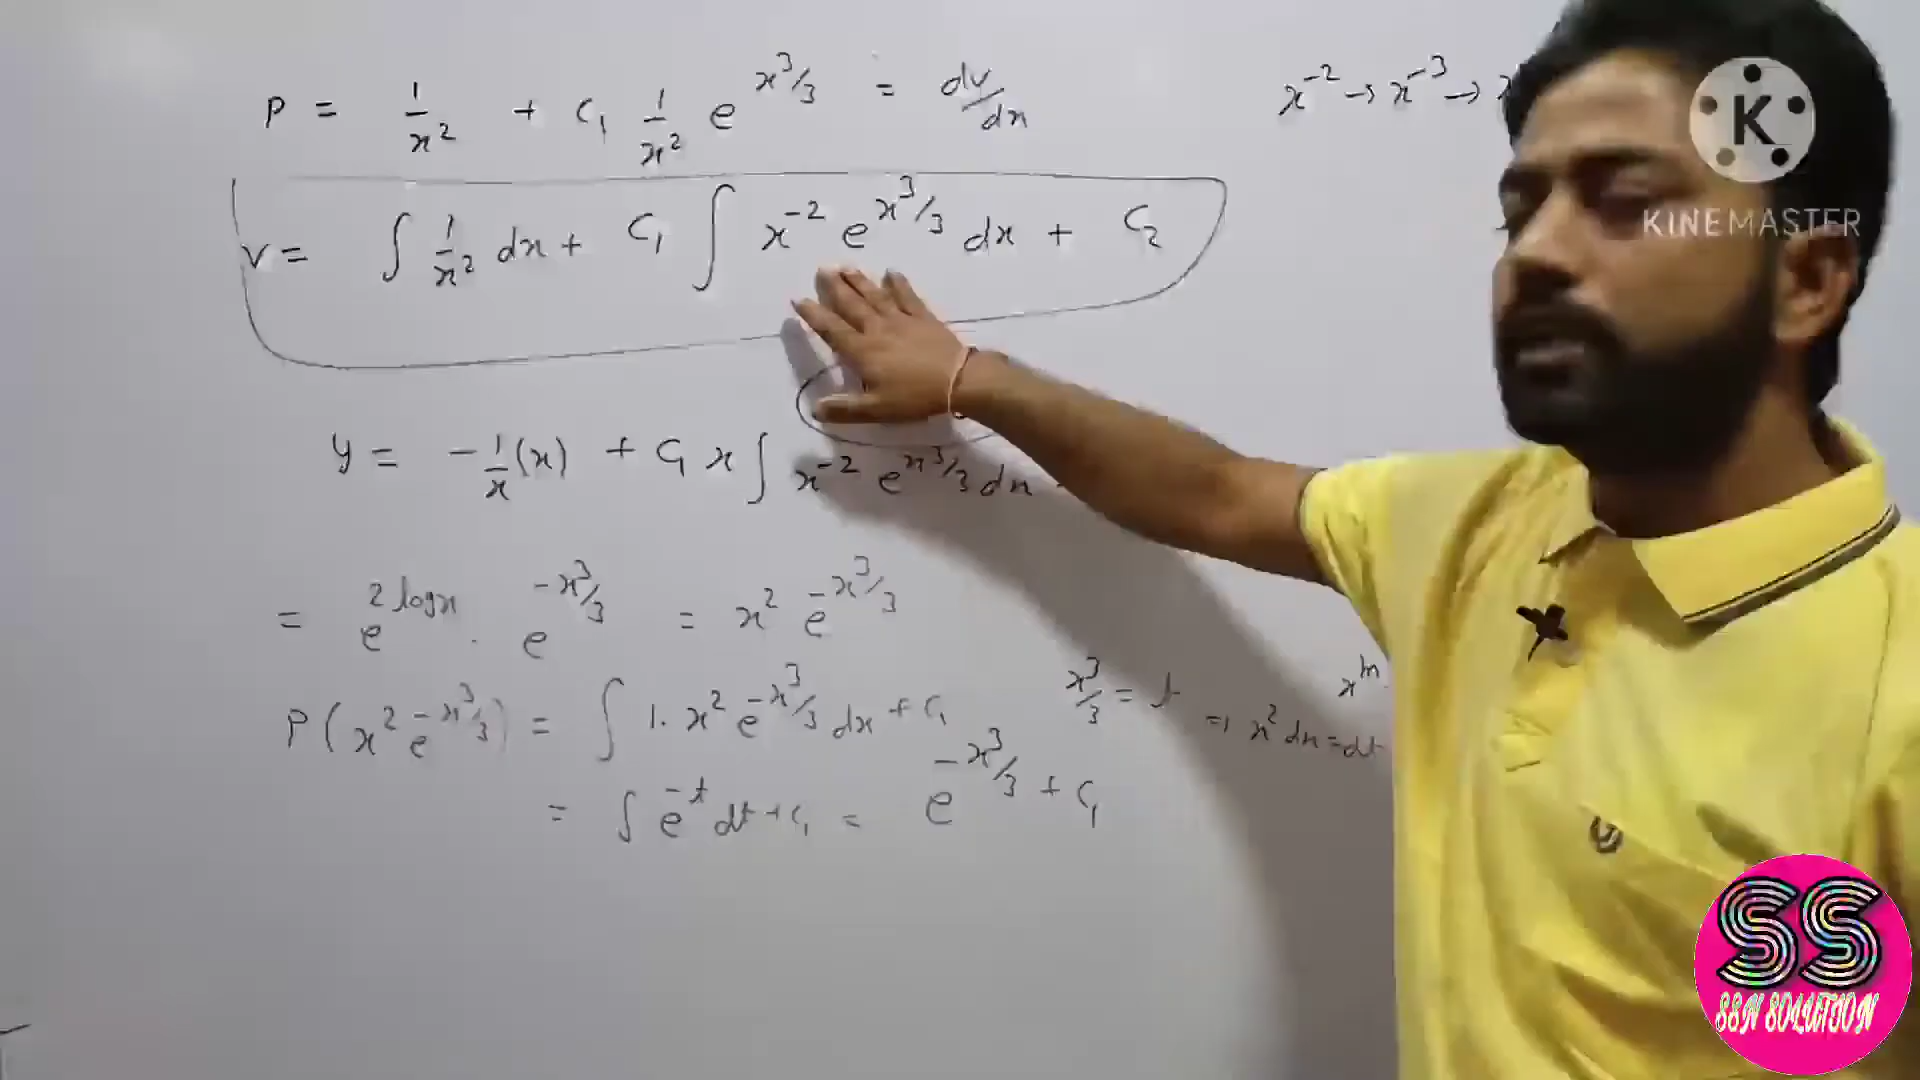 P = 1/x² + C₁ 1/x² e^(x³/3) = dv/dx
x⁻² → x⁻³ →
v = ∫ 1/x² dx + C₁ ∫ x⁻² e^(x³/3) dx + C₂
y = -1/x (x) + C₁ x ∫ x⁻² e^(x³/3) dx
= e^(2 log x) . e^(-x³/3) = x² e^(-x³/3)
P (x² e^(-x³/3)) = ∫ 1. x² e^(-x³/3) dx + C₁
x³/3 = t ⇒ x² dx = dt
x^m
= ∫ e^(-t) dt + C₁ = e^(-x³/3) + C₁
K
KINEMASTER
SS
SSN SOLUTION